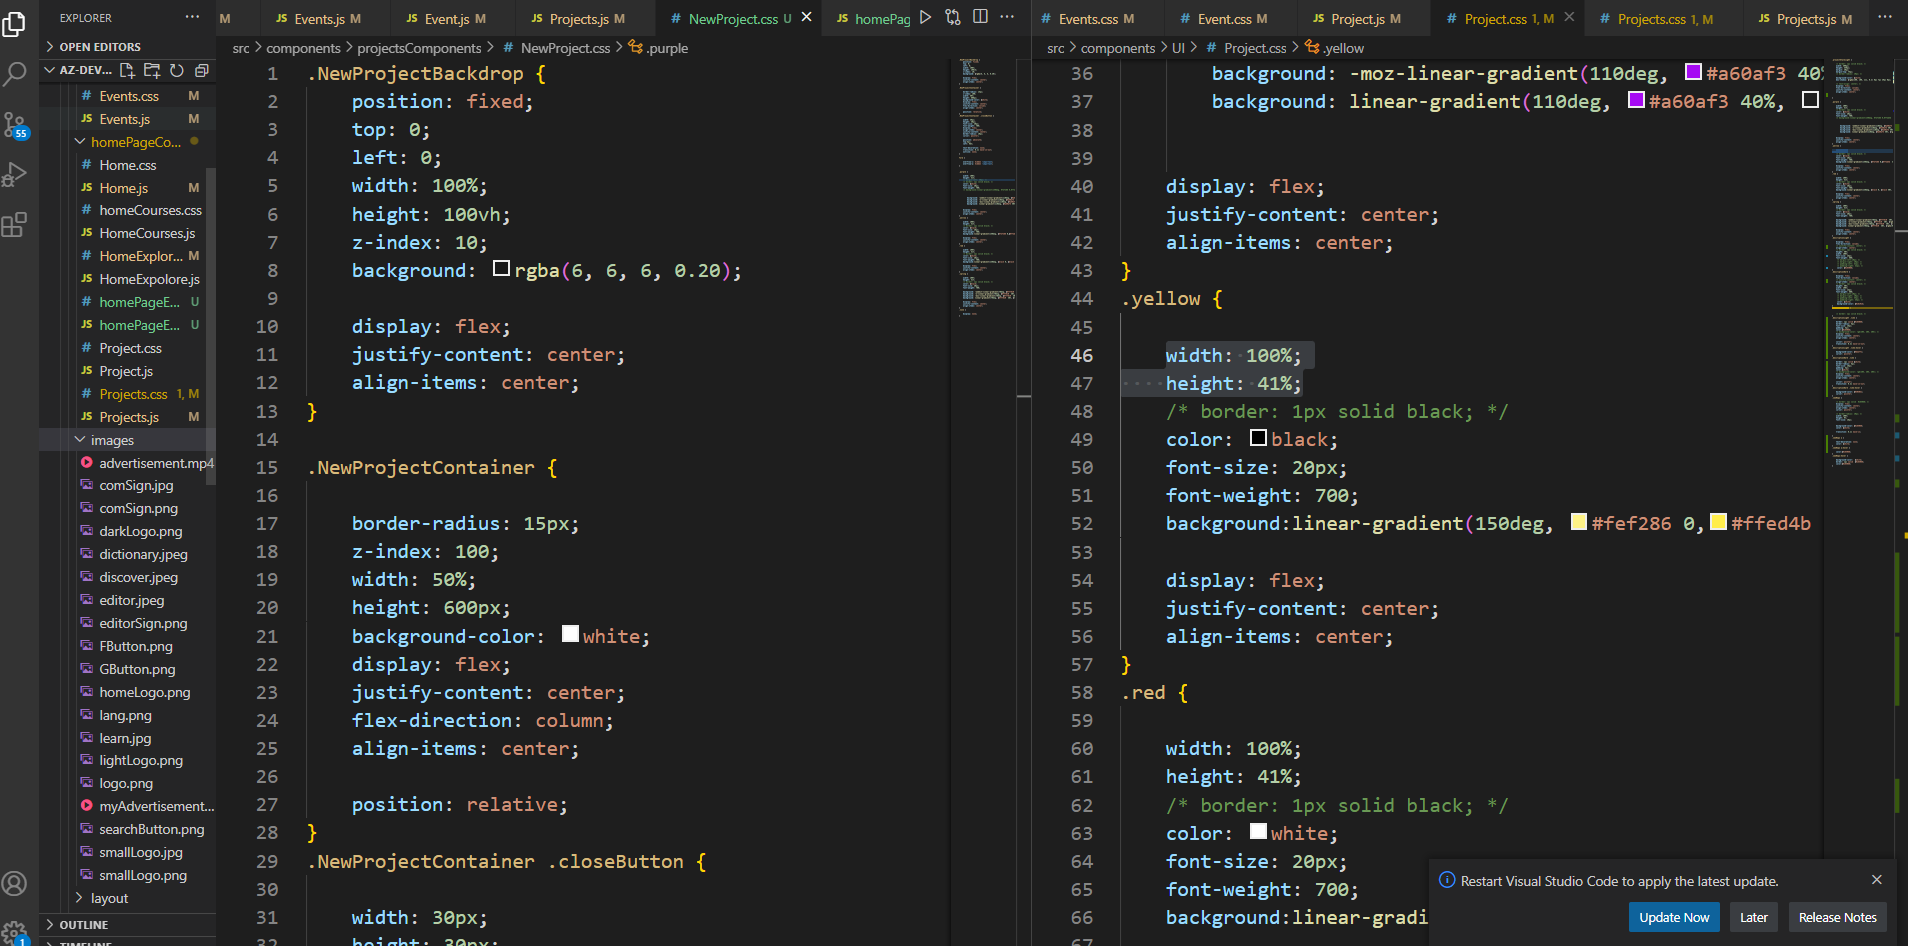 EXPLORER
OPEN EDITORS
AZ-DEV...
# Events.css M
JS Events.js M
homePageCo...
# Home.css
JS Home.js M
# homeCourses.css
JS HomeCourses.js
# HomeExplor... M
JS HomeExpolore.js
# homePageE... U
JS homePageE... U
# Project.css
JS Project.js
# Projects.css 1, M
JS Projects.js M
images
advertisement.mp4
comSign.jpg
comSign.png
darkLogo.png
dictionary.jpeg
discover.jpeg
editor.jpeg
editorSign.png
FButton.png
GButton.png
homeLogo.png
lang.png
learn.jpg
lightLogo.png
logo.png
myAdvertisement...
searchButton.png
smallLogo.jpg
smallLogo.png
layout
OUTLINE
TIMELINE
55
1
M JS Events.js M JS Event.js M JS Projects.js M # NewProject.css U JS homePag
src > components > projectsComponents > # NewProject.css > .purple
1 .NewProjectBackdrop {
2 position: fixed;
3 top: 0;
4 left: 0;
5 width: 100%;
6 height: 100vh;
7 z-index: 10;
8 background: rgba(6, 6, 6, 0.20);
9
10 display: flex;
11 justify-content: center;
12 align-items: center;
13 }
14
15 .NewProjectContainer {
16
17 border-radius: 15px;
18 z-index: 100;
19 width: 50%;
20 height: 600px;
21 background-color: white;
22 display: flex;
23 justify-content: center;
24 flex-direction: column;
25 align-items: center;
26
27 position: relative;
28 }
29 .NewProjectContainer .closeButton {
30
31 width: 30px;
32 height: 30px;
# Events.css M # Event.css M JS Project.js M # Project.css 1, M # Projects.css 1, M JS Projects.js M
src > components > UI > # Project.css > .yellow
36 background: -moz-linear-gradient(110deg, #a60af3 40%
37 background: linear-gradient(110deg, #a60af3 40%,
38
39
40 display: flex;
41 justify-content: center;
42 align-items: center;
43 }
44 .yellow {
45
46 width: 100%;
47 height: 41%;
48 /* border: 1px solid black; */
49 color: black;
50 font-size: 20px;
51 font-weight: 700;
52 background:linear-gradient(150deg, #fef286 0, #ffed4b
53
54 display: flex;
55 justify-content: center;
56 align-items: center;
57 }
58 .red {
59
60 width: 100%;
61 height: 41%;
62 /* border: 1px solid black; */
63 color: white;
64 font-size: 20px;
65 font-weight: 700;
66 background:linear-gradi
67
Restart Visual Studio Code to apply the latest update.
Update Now Later Release Notes